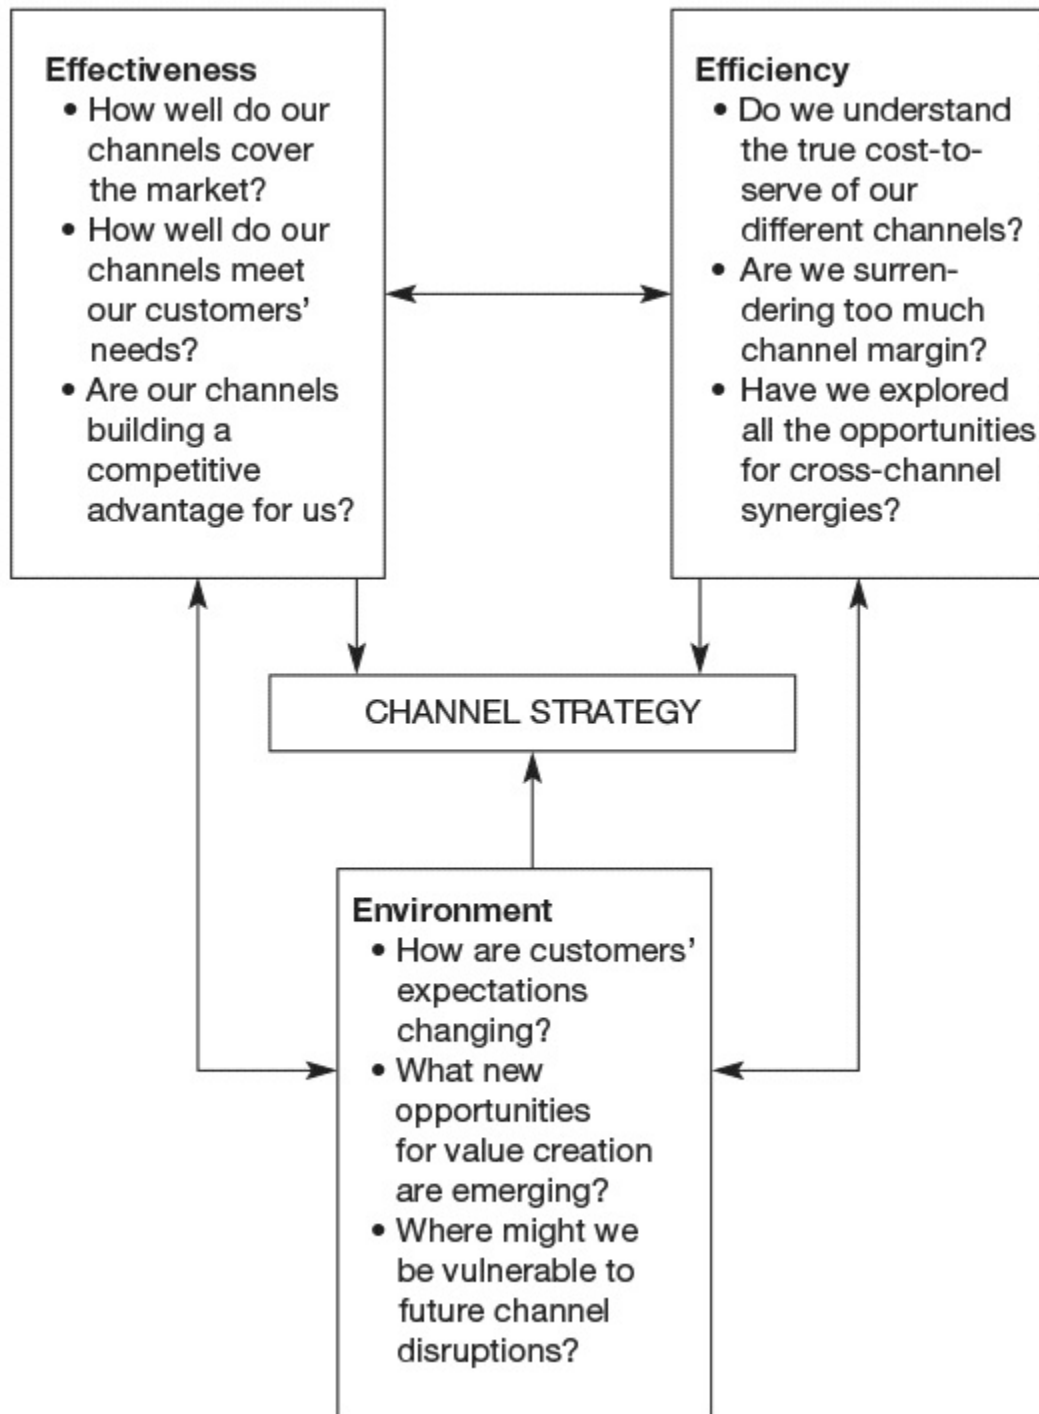 Effectiveness
• How well do our
channels cover
the market?
• How well do our
channels meet
our customers’
needs?
• Are our channels
building a
competitive
advantage for us?
Efficiency
• Do we understand
the true cost-to-
serve of our
different channels?
• Are we surren-
dering too much
channel margin?
• Have we explored
all the opportunities
for cross-channel
synergies?
CHANNEL STRATEGY
Environment
• How are customers’
expectations
changing?
• What new
opportunities
for value creation
are emerging?
• Where might we
be vulnerable to
future channel
disruptions?